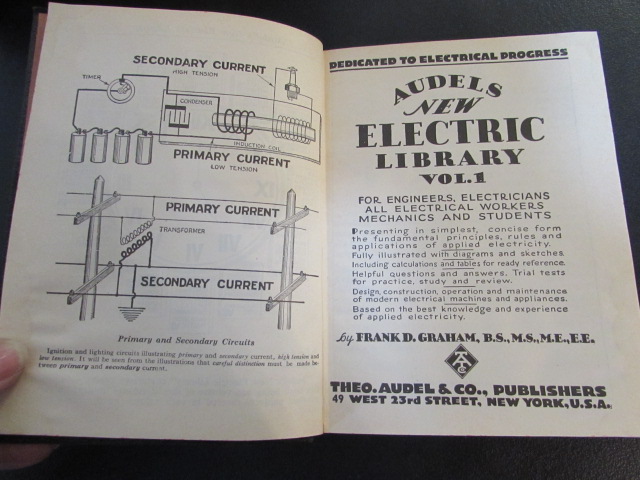 SECONDARY CURRENT
HIGH TENSION
TIMER
CONDENSER
INDUCTION COIL
PRIMARY CURRENT
LOW TENSION
PRIMARY CURRENT
TRANSFORMER
SECONDARY CURRENT
Primary and Secondary Circuits
Ignition and lighting circuits illustrating primary and secondary current, high tension and
low tension. It will be seen from the illustrations that careful distinction must be made be-
tween primary and secondary current.
DEDICATED TO ELECTRICAL PROGRESS
AUDELS
NEW
ELECTRIC
LIBRARY
VOL.1
FOR ENGINEERS, ELECTRICIANS
ALL ELECTRICAL WORKERS
MECHANICS AND STUDENTS
Presenting in simplest, concise form
the fundamental principles, rules and
applications of applied electricity.
Fully illustrated with diagrams and sketches.
Including calculations and tables for ready reference.
Helpful questions and answers. Trial tests
for practice, study and review.
Design, construction, operation and maintenance
of modern electrical machines and appliances.
Based on the best knowledge and experience
of applied electricity.
by FRANK D. GRAHAM, B.S., M.S., M.E., E.E.
THEO. AUDEL & CO., PUBLISHERS
49 WEST 23rd STREET, NEW YORK, U.S.A.